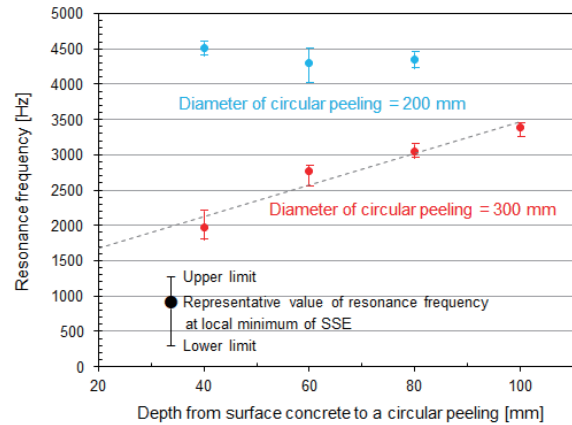 Resonance frequency [Hz]
5000
4500
4000
3500
3000
2500
2000
1500
1000
500
0
Diameter of circular peeling = 200 mm
Diameter of circular peeling = 300 mm
Upper limit
Representative value of resonance frequency
at local minimum of SSE
Lower limit
20 40 60 80 100
Depth from surface concrete to a circular peeling [mm]